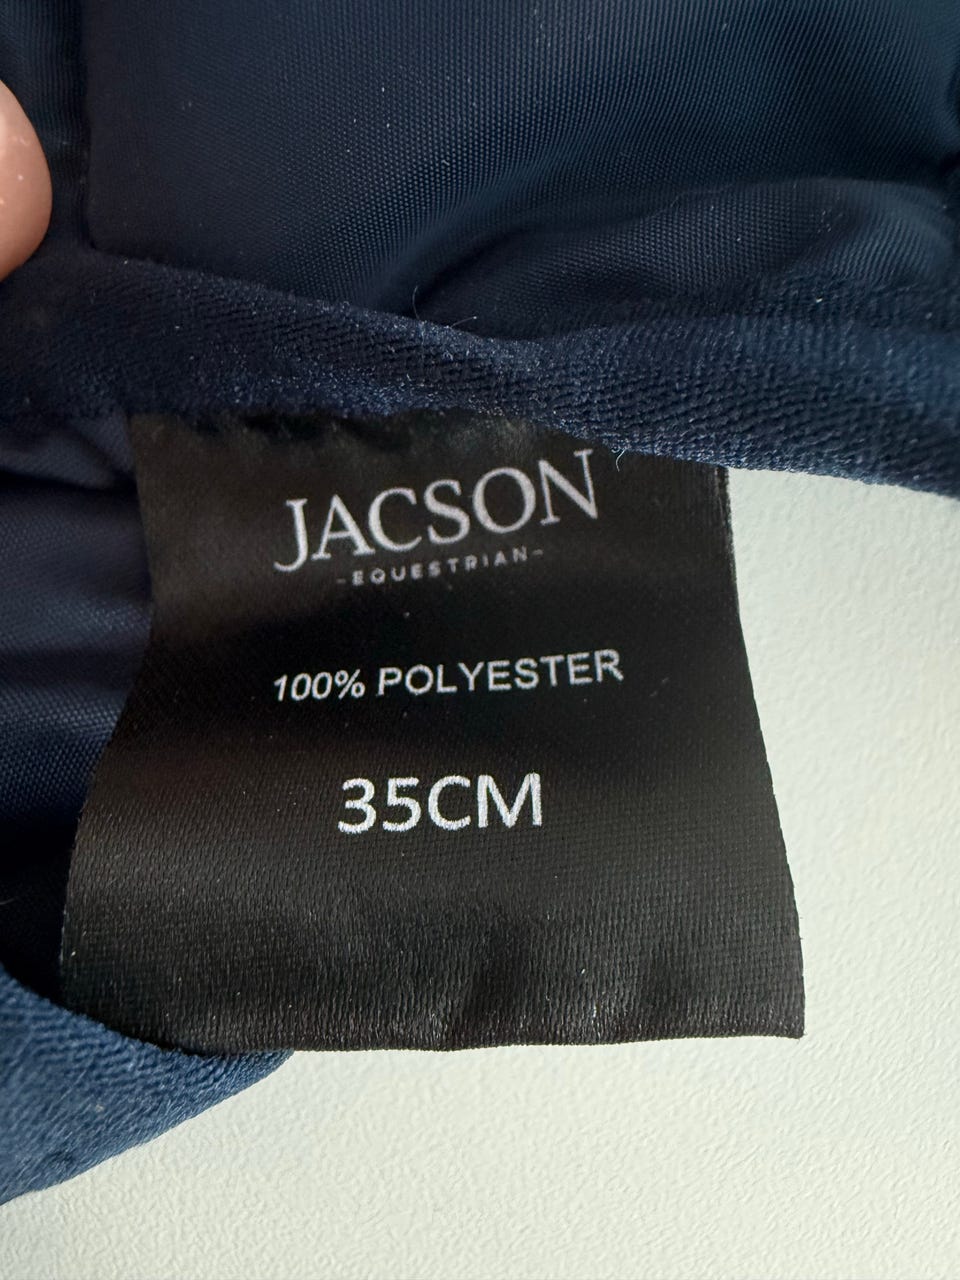 JACSON
-EQUESTRIAN-
100% POLYESTER
35CM